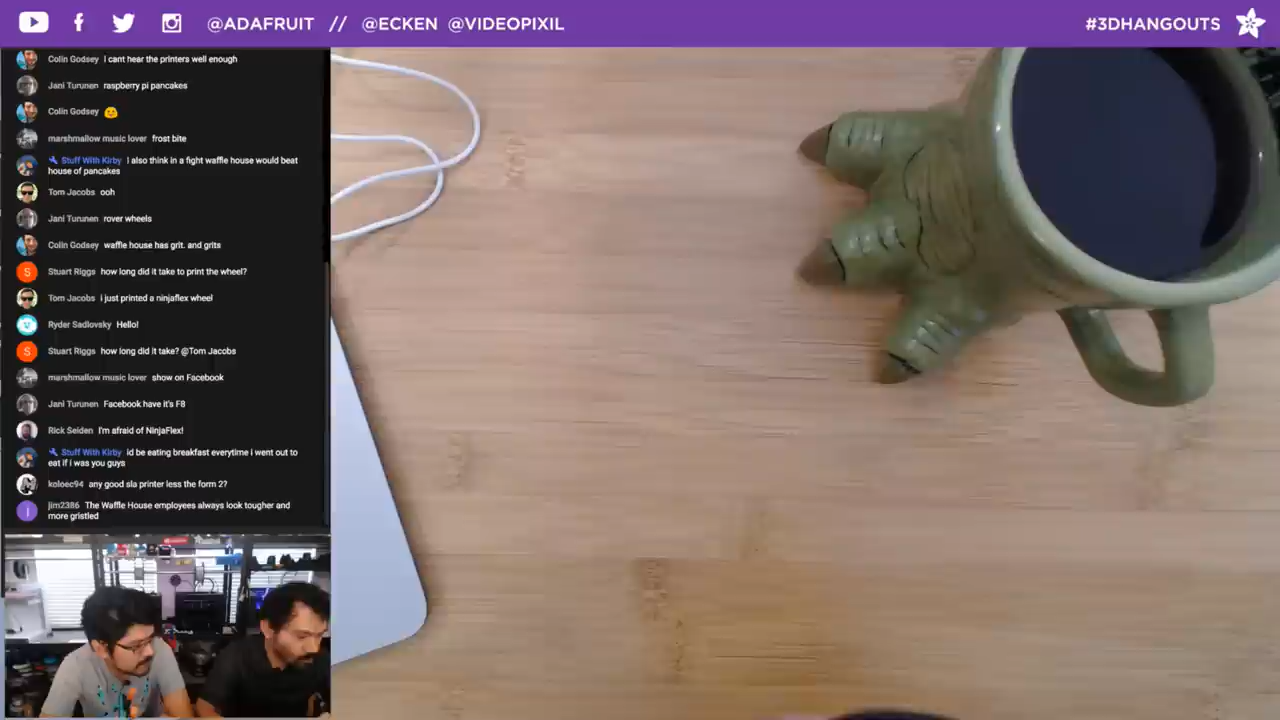 @ADAFRUIT // @ECKEN @VIDEOPIXIL
#3DHANGOUTS
Colin Godsey I cant hear the printers well enough
Jani Turunen raspberry pi pancakes
Colin Godsey
marshmallow music lover frost bite
Stuff With Kirby I also think in a fight waffle house would beat
house of pancakes
Tom Jacobs ooh
Jani Turunen rover wheels
Colin Godsey waffle house has grit. and grits
S Stuart Riggs how long did it take to print the wheel?
Tom Jacobs i just printed a ninjaflex wheel
Ryder Sadlovsky Hello!
S Stuart Riggs how long did it take? @Tom Jacobs
marshmallow music lover show on Facebook
Jani Turunen Facebook have it's F8
Rick Seiden I'm afraid of NinjaFlex!
Stuff With Kirby id be eating breakfast everytime i went out to
eat if i was you guys
koloec94 any good sla printer less the form 2?
j jim2386 The Waffle House employees always look tougher and
more gristled